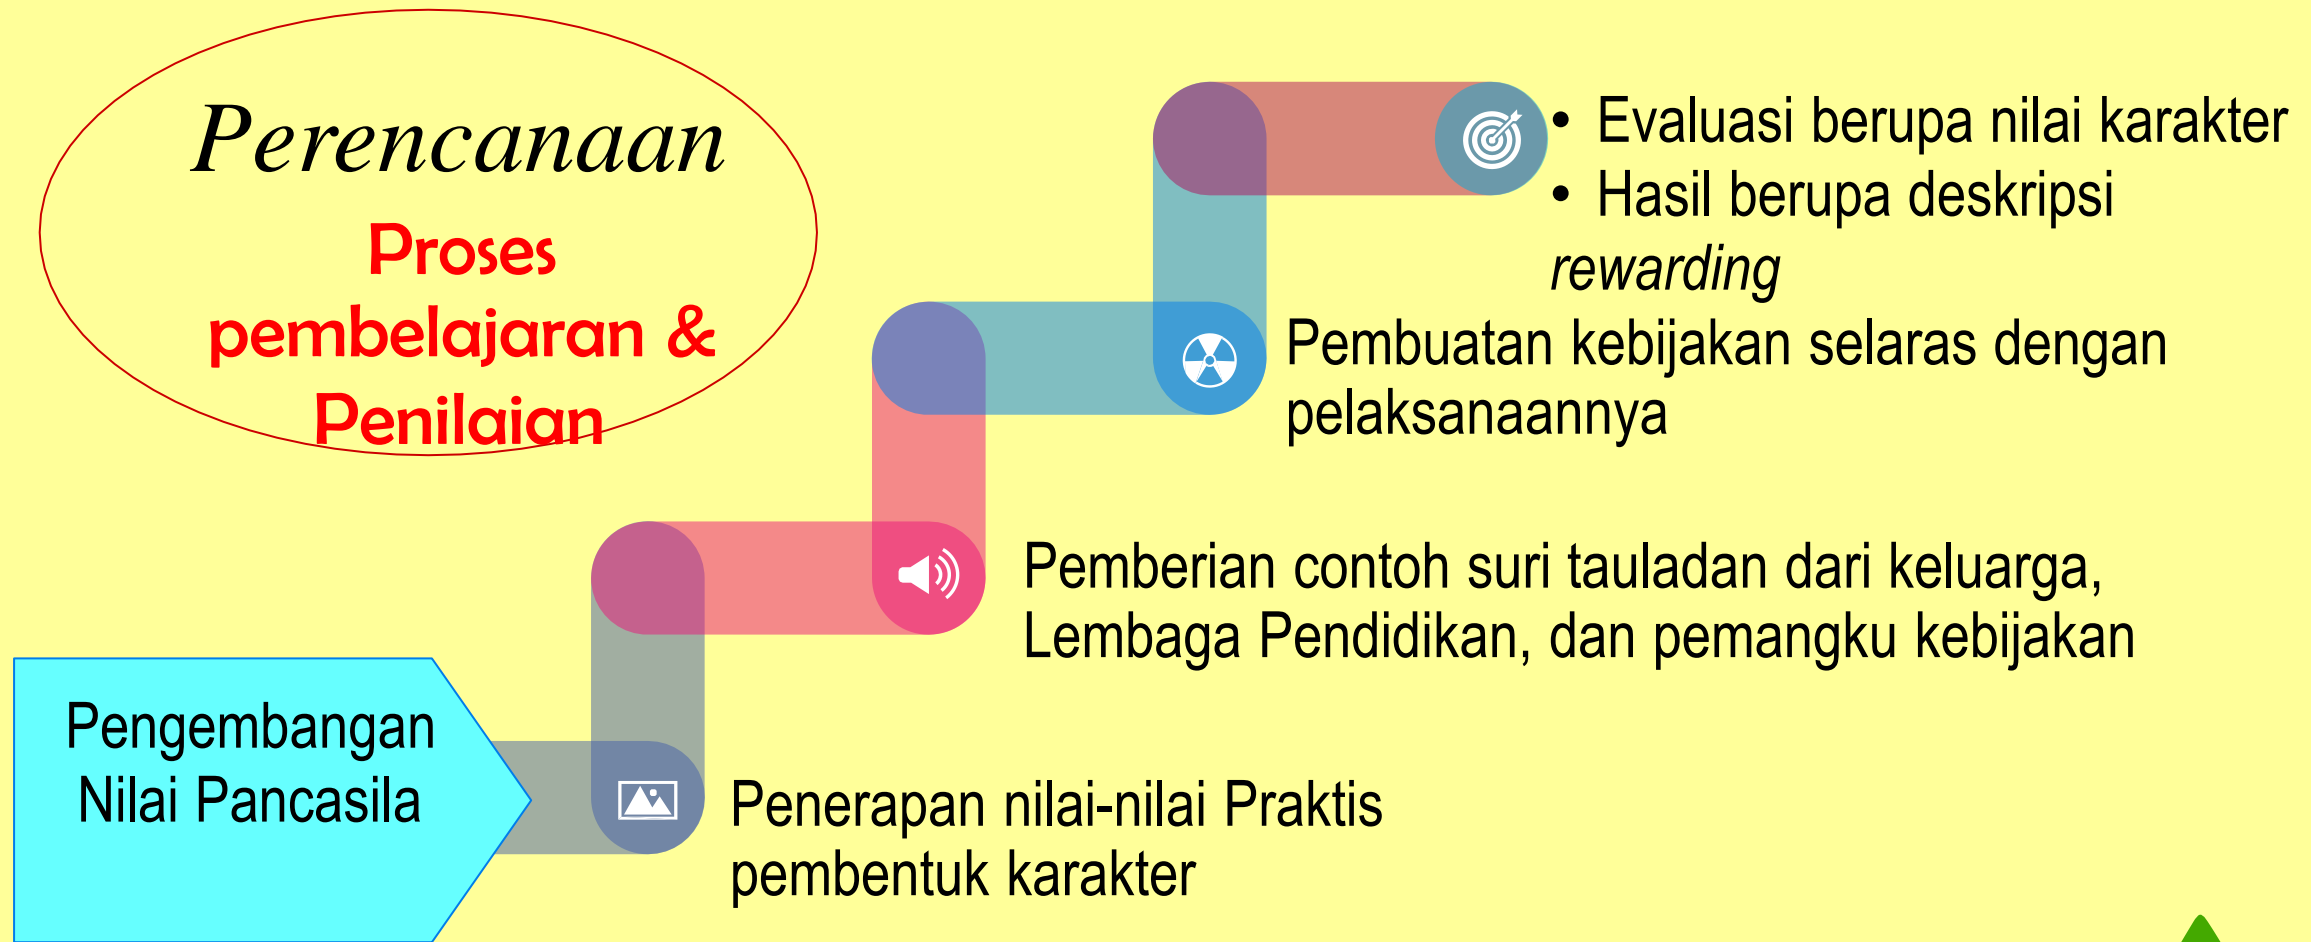 Perencanaan
Proses
pembelajaran &
Penilaian
• Evaluasi berupa nilai karakter
• Hasil berupa deskripsi
rewarding
Pembuatan kebijakan selaras dengan
pelaksanaannya
Pemberian contoh suri tauladan dari keluarga,
Lembaga Pendidikan, dan pemangku kebijakan
Pengembangan
Nilai Pancasila
Penerapan nilai-nilai Praktis
pembentuk karakter